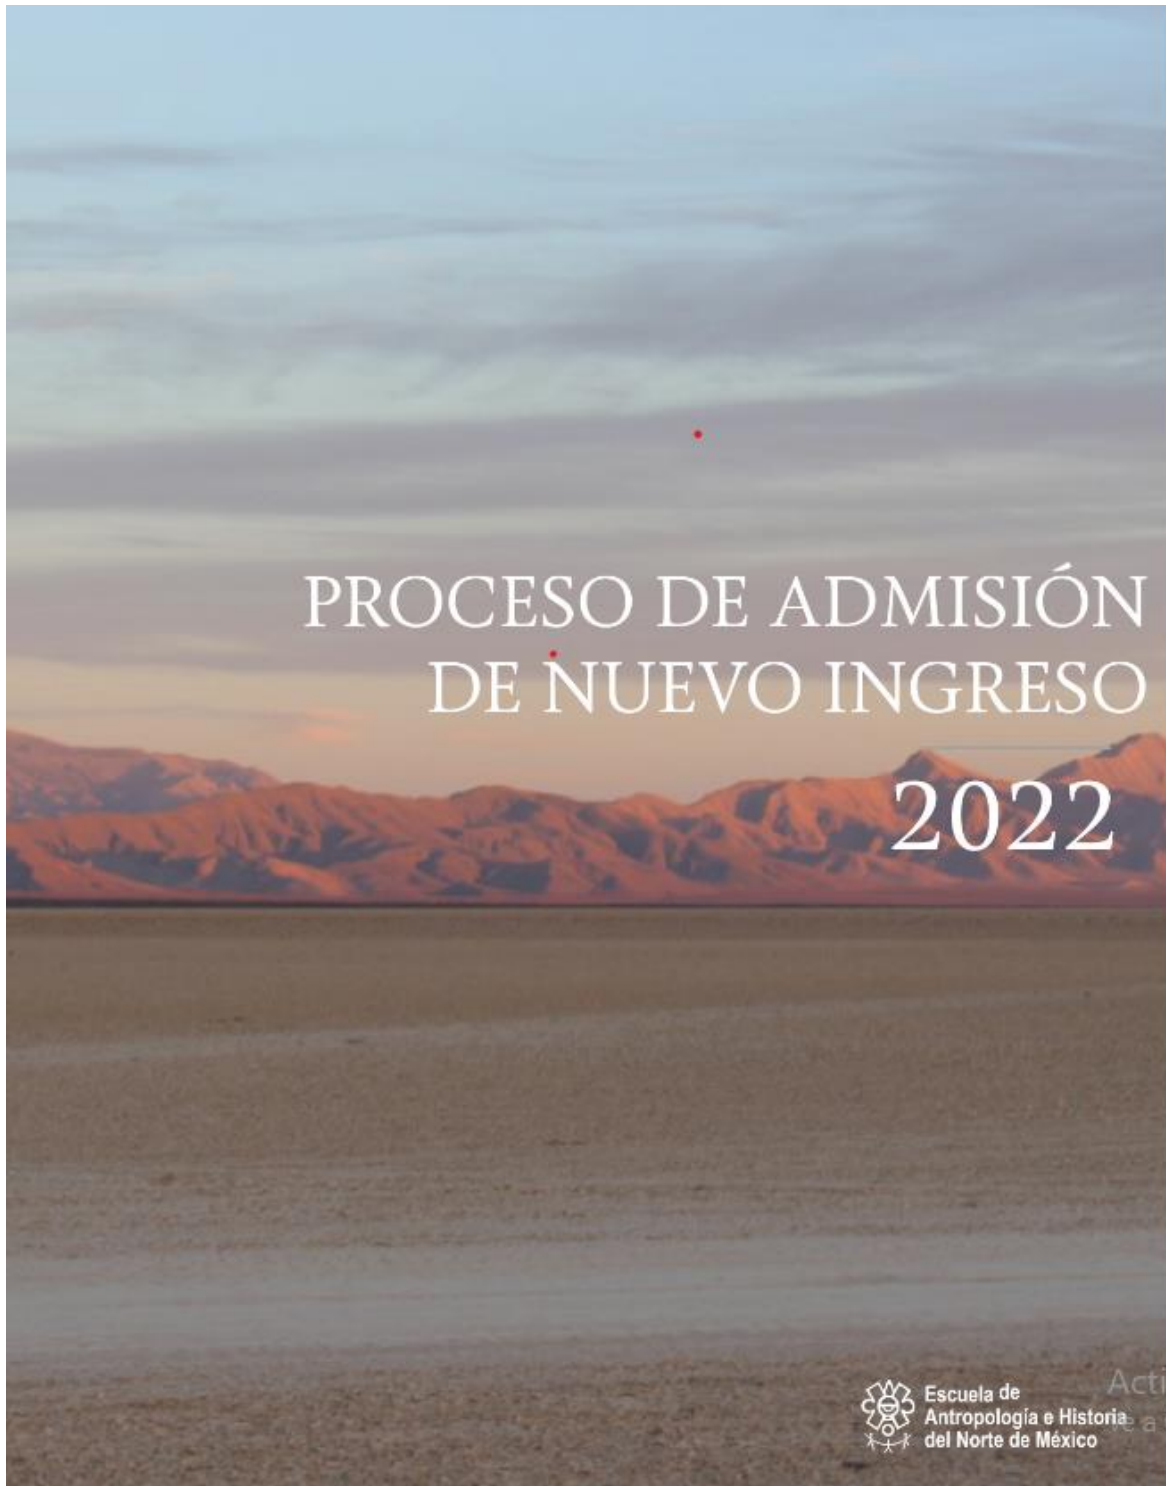 PROCESO DE ADMISIÓN
DE NUEVO INGRESO
2022
Escuela de
Antropología e Historia
del Norte de México